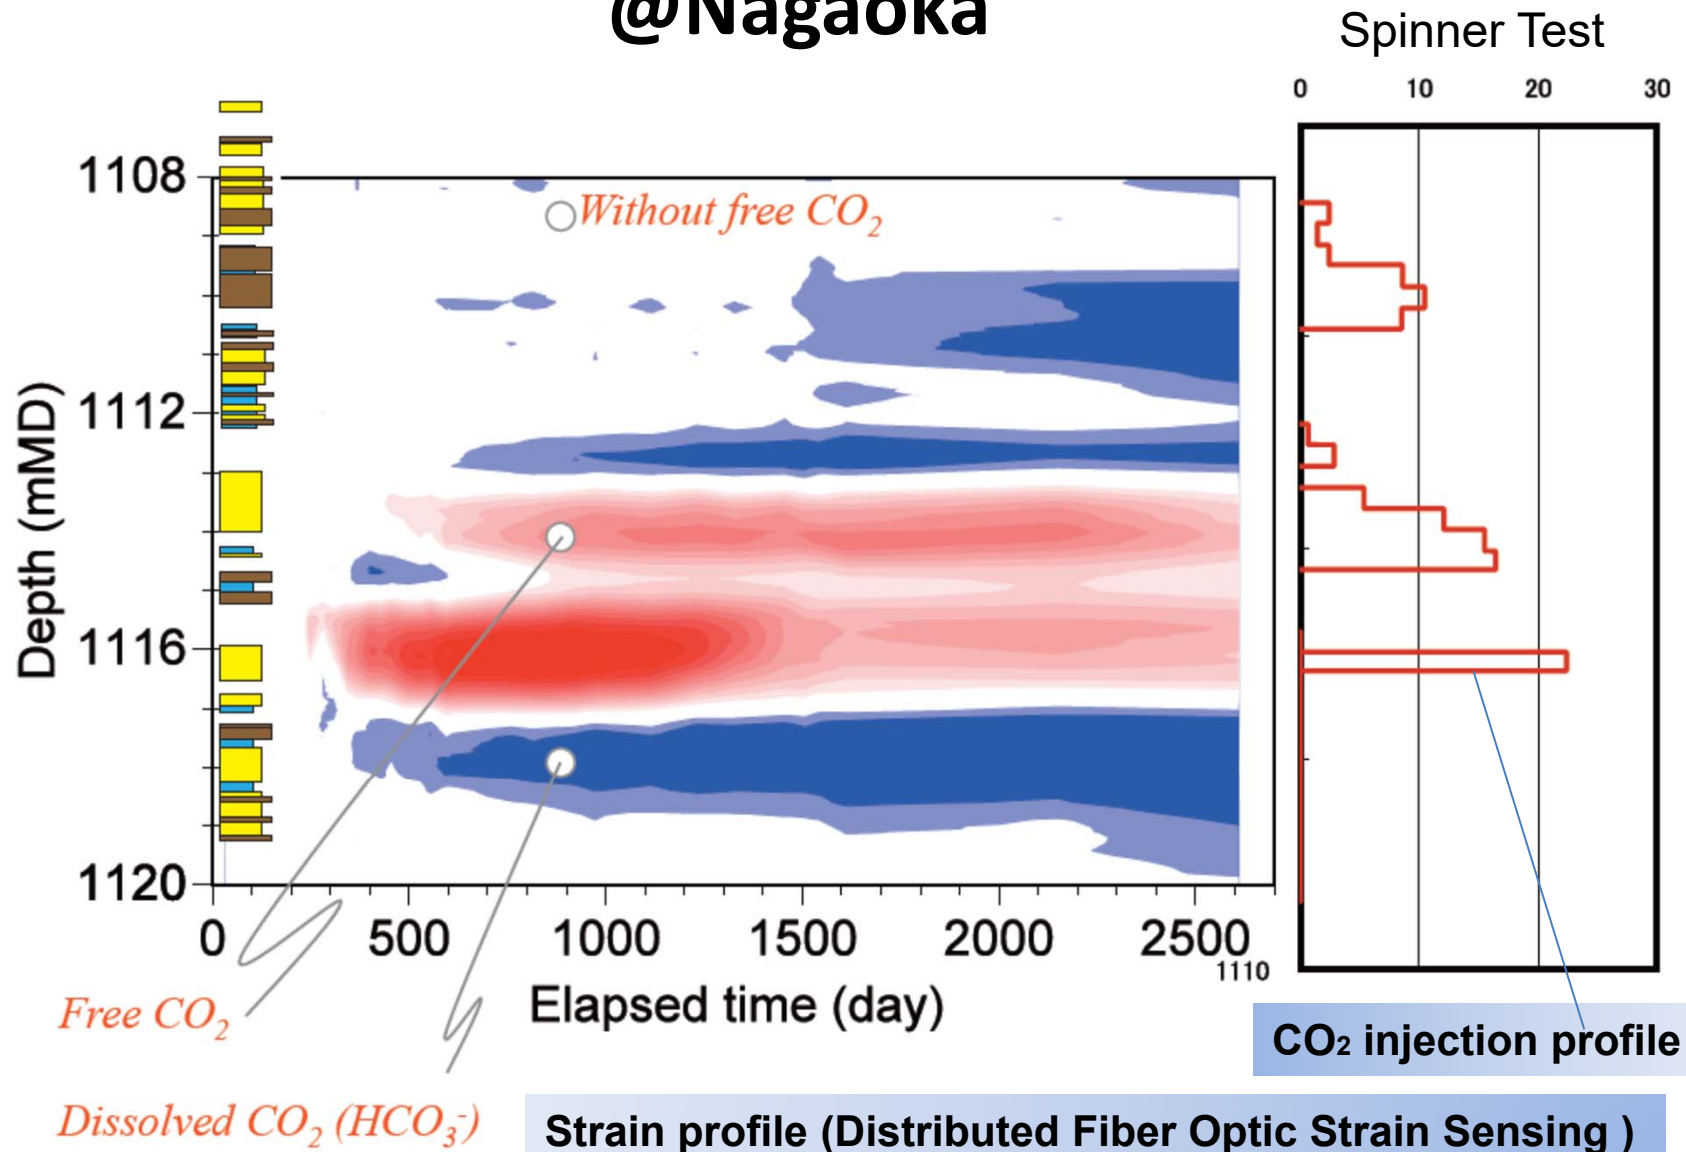 @Nagaoka
Spinner Test
0 10 20 30
1108
Without free CO2
1112
Depth (mMD)
1116
1120
0 500 1000 1500 2000 2500
1110
Elapsed time (day)
Free CO2
CO2 injection profile
Dissolved CO2 (HCO3-)
Strain profile (Distributed Fiber Optic Strain Sensing )